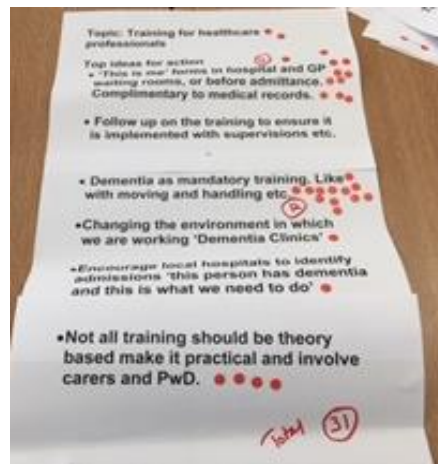 Topic: Training for healthcare
professionals
Top ideas for action
• 'This is me' forms in hospital and GP
waiting rooms, or before admittance.
Complimentary to medical records.
• Follow up on the training to ensure it
is implemented with supervisions etc.
• Dementia as mandatory training. Like
with moving and handling etc
•Changing the environment in which
we are working 'Dementia Clinics'
•Encourage local hospitals to identify
admissions 'this person has dementia
and this is what we need to do'
•Not all training should be theory
based make it practical and involve
carers and PwD.
Total 31